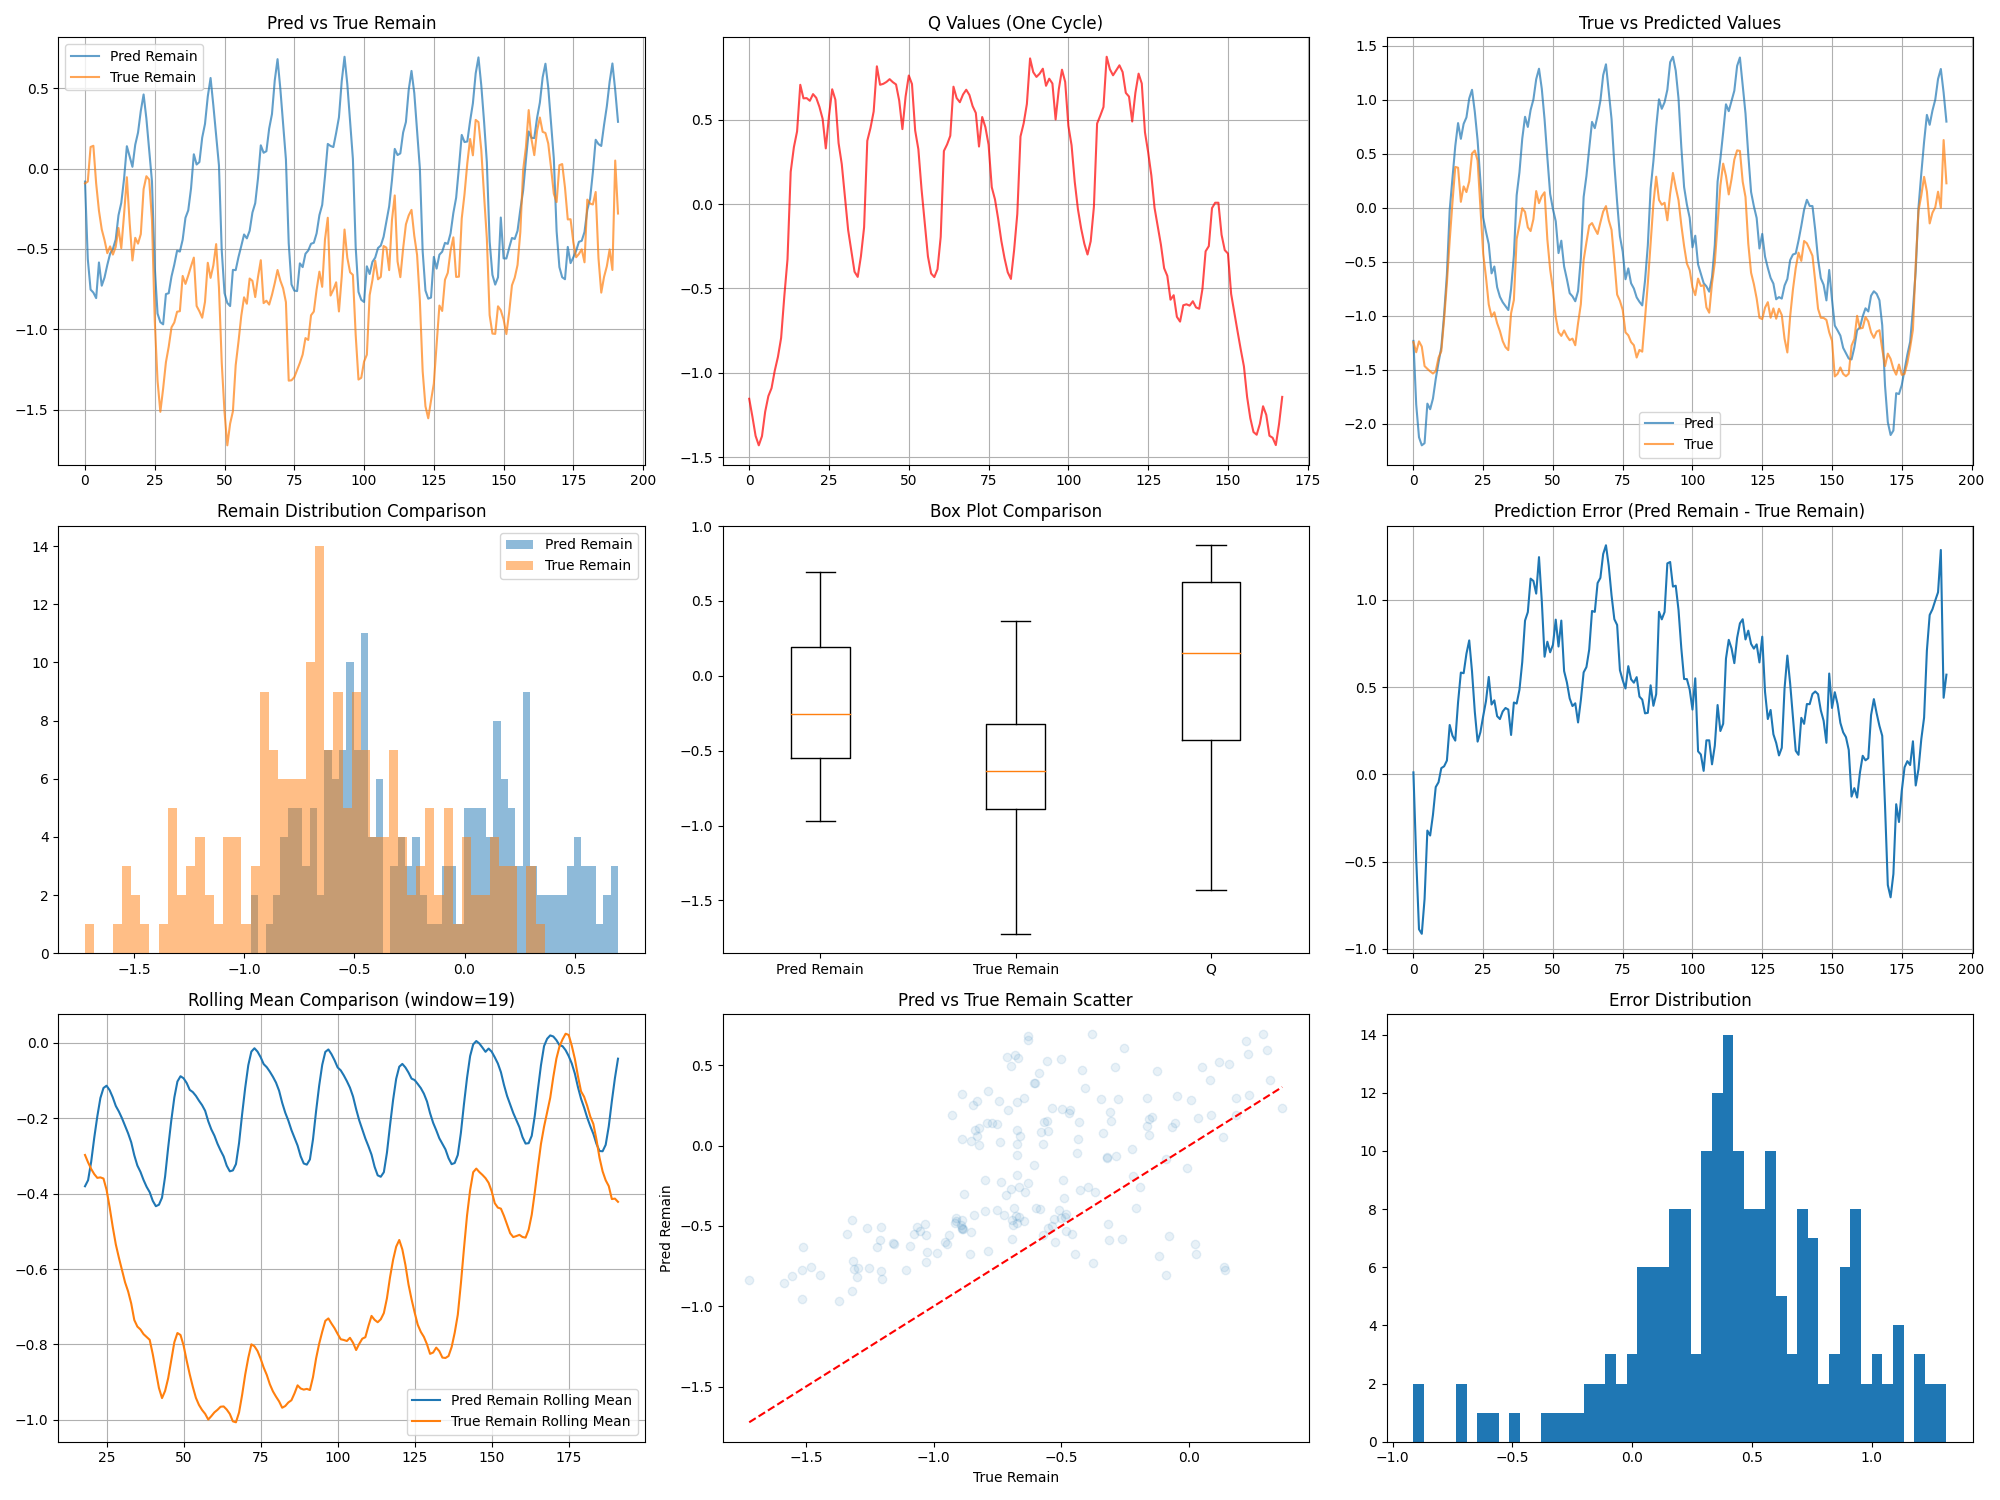 Pred vs True Remain
Pred Remain
True Remain
0.5
0.0
−0.5
−1.0
−1.5
0 25 50 75 100 125 150 175 200
Q Values (One Cycle)
0.5
0.0
−0.5
−1.0
−1.5
0 25 50 75 100 125 150 175
True vs Predicted Values
1.5
1.0
0.5
0.0
−0.5
−1.0
−1.5
−2.0
Pred
True
0 25 50 75 100 125 150 175 200
Remain Distribution Comparison
Pred Remain
True Remain
14
12
10
8
6
4
2
0
−1.5 −1.0 −0.5 0.0 0.5
Box Plot Comparison
1.0
0.5
0.0
−0.5
−1.0
−1.5
Pred Remain True Remain Q
Prediction Error (Pred Remain - True Remain)
1.0
0.5
0.0
−0.5
−1.0
0 25 50 75 100 125 150 175 200
Rolling Mean Comparison (window=19)
0.0
−0.2
−0.4
−0.6
−0.8
−1.0
Pred Remain Rolling Mean
True Remain Rolling Mean
25 50 75 100 125 150 175
Pred vs True Remain Scatter
Pred Remain
0.5
0.0
−0.5
−1.0
−1.5
−1.5 −1.0 −0.5 0.0
True Remain
Error Distribution
14
12
10
8
6
4
2
0
−1.0 −0.5 0.0 0.5 1.0